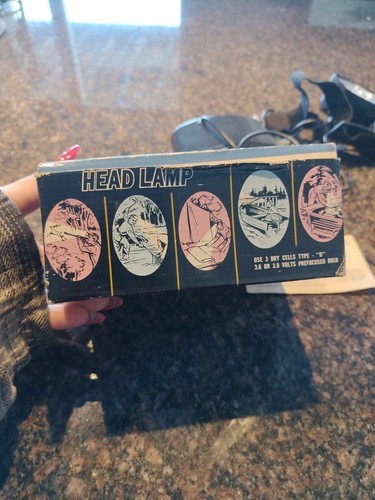 HEAD LAMP
USE 3 DRY CELLS TYPE - "D"
3.6 OR 3.8 VOLTS PREFOCUSED BULB